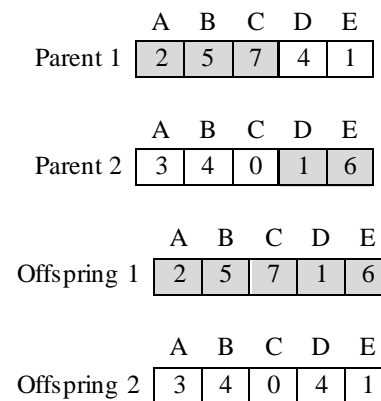 A B C D E
Parent 1 2 5 7 4 1
A B C D E
Parent 2 3 4 0 1 6
A B C D E
Offspring 1 2 5 7 1 6
A B C D E
Offspring 2 3 4 0 4 1